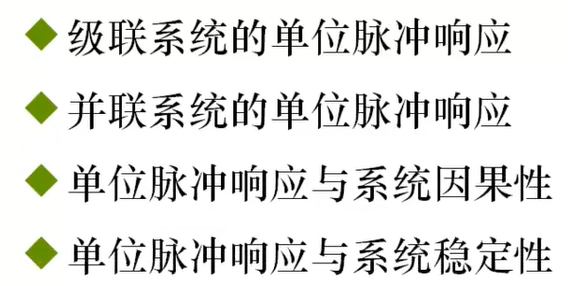 级联系统的单位脉冲响应
并联系统的单位脉冲响应
单位脉冲响应与系统因果性
单位脉冲响应与系统稳定性